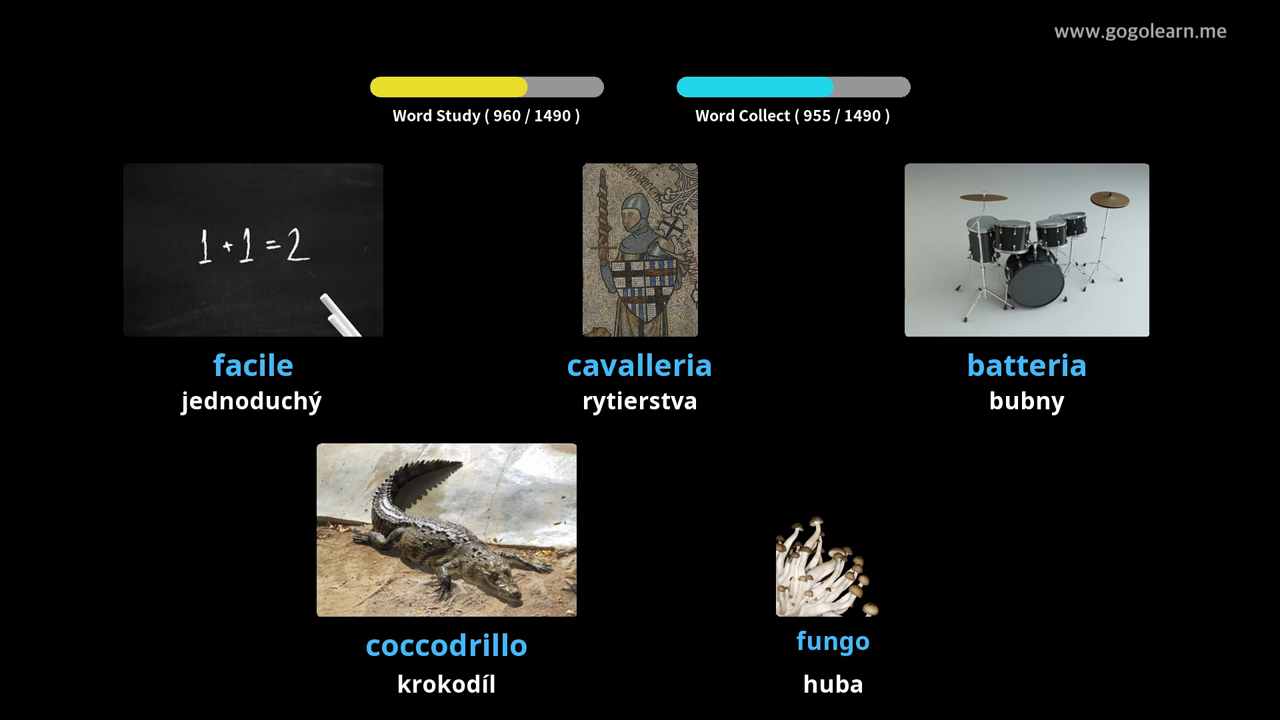 www.gogolearn.me
Word Study ( 960 / 1490 )
Word Collect ( 955 / 1490 )
1 + 1 = 2
facile
jednoduchý
cavalleria
rytierstva
batteria
bubny
coccodrillo
krokodíl
fungo
huba